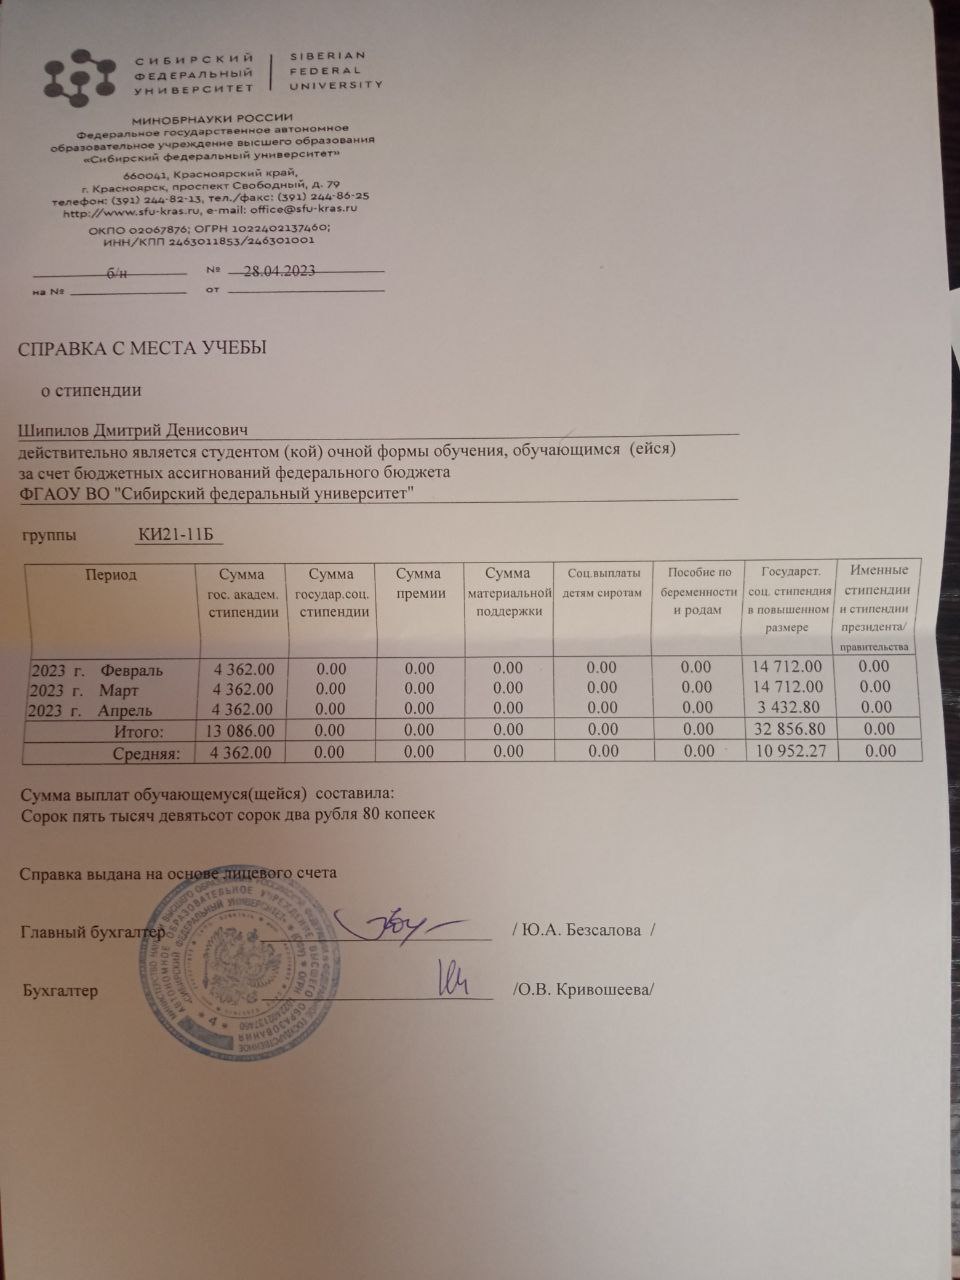 СИБИРСКИЙ
ФЕДЕРАЛЬНЫЙ
УНИВЕРСИТЕТ
SIBERIAN
FEDERAL
UNIVERSITY
МИНОБРНАУКИ РОССИИ
Федеральное государственное автономное
образовательное учреждение высшего образования
«Сибирский федеральный университет»
660041, Красноярский край,
г. Красноярск, проспект Свободный, д. 79
телефон: (391) 244-82-13, тел./факс: (391) 244-86-25
http://www.sfu-kras.ru, e-mail: office@sfu-kras.ru
ОКПО 02067876; ОГРН 1022402137460;
ИНН/КПП 2463011853/246301001
б/н № 28.04.2023
на № от
СПРАВКА С МЕСТА УЧЕБЫ
о стипендии
Шипилов Дмитрий Денисович
действительно является студентом (кой) очной формы обучения, обучающимся (ейся)
за счет бюджетных ассигнований федерального бюджета
ФГАОУ ВО "Сибирский федеральный университет"
группы КИ21-11Б
Период
Сумма
гос. академ.
стипендии
Сумма
государ.соц.
стипендии
Сумма
премии
Сумма
материальной
поддержки
Соц.выплаты
детям сиротам
Пособие по
беременности
и родам
Государст.
соц. стипендия
в повышенном
размере
Именные
стипендии
и стипендии
президента/
правительства
2023 г. Февраль 4 362.00 0.00 0.00 0.00 0.00 0.00 14 712.00 0.00
2023 г. Март 4 362.00 0.00 0.00 0.00 0.00 0.00 14 712.00 0.00
2023 г. Апрель 4 362.00 0.00 0.00 0.00 0.00 0.00 3 432.80 0.00
Итого: 13 086.00 0.00 0.00 0.00 0.00 0.00 32 856.80 0.00
Средняя: 4 362.00 0.00 0.00 0.00 0.00 0.00 10 952.27 0.00
Сумма выплат обучающемуся(щейся) составила:
Сорок пять тысяч девятьсот сорок два рубля 80 копеек
Справка выдана на основе лицевого счета
Главный бухгалтер / Ю.А. Безсалова /
Бухгалтер /О.В. Кривошеева/